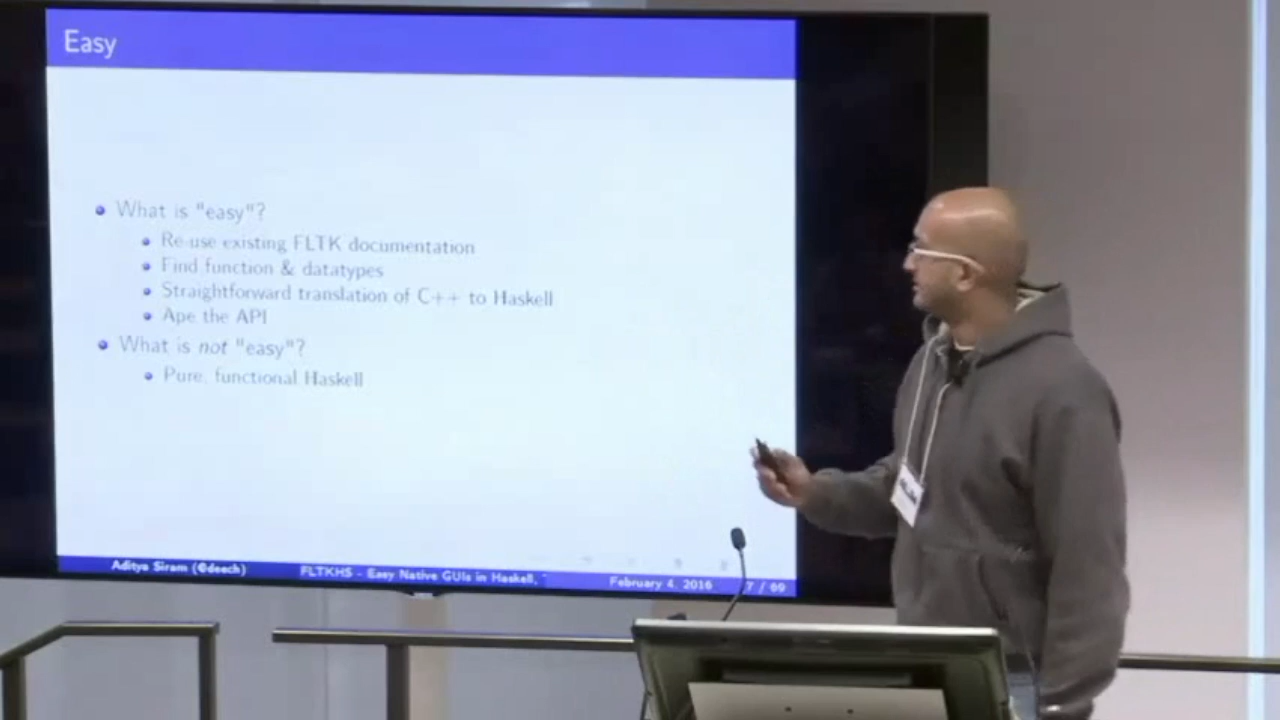 Easy
What is "easy"?
Re-use existing FLTK documentation
Find function & datatypes
Straightforward translation of C++ to Haskell
Ape the API
What is not "easy"?
Pure, functional Haskell
Aditya Siram (@deech)
FLTKHS - Easy Native GUIs in Haskell,
February 4, 2016
7 / 69